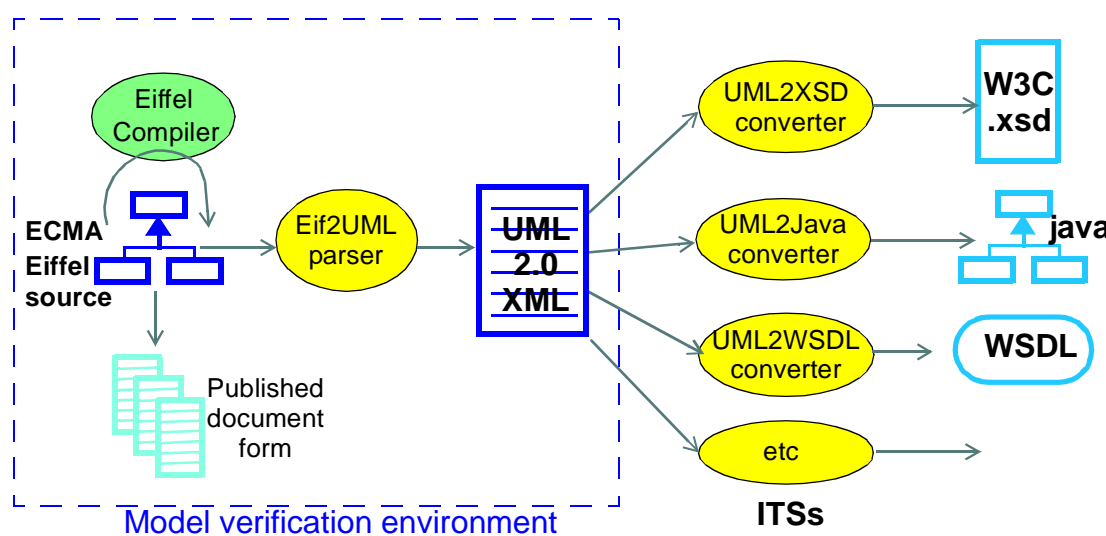 Eiffel
Compiler
ECMA
Eiffel
source
Eif2UML
parser
Published
document
form
UML
2.0
XML
Model verification environment
UML2XSD
converter
UML2Java
converter
UML2WSDL
converter
etc
ITSs
W3C
.xsd
java
WSDL